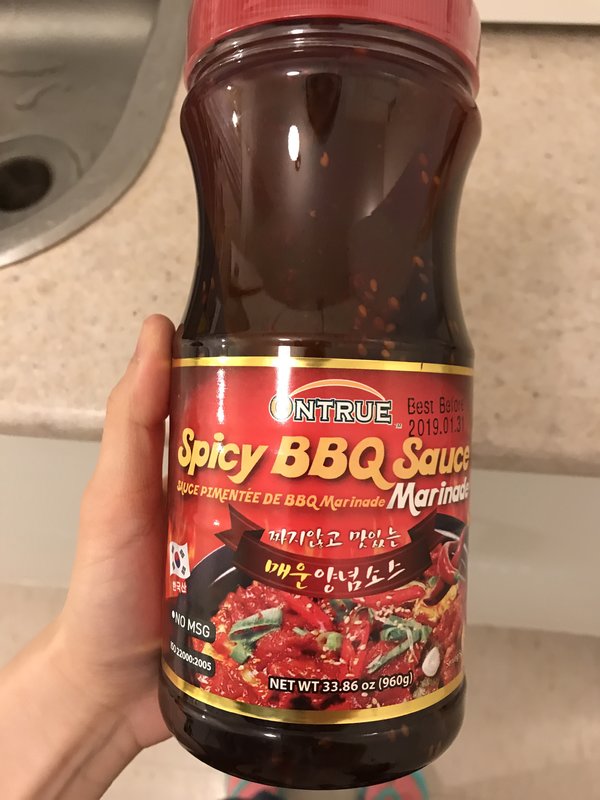 ONTRUE
Best Before
2019.01.31
Spicy BBQ Sauce
SAUCE PIMENTÉE DE BBQ Marinade
Marinade
짜지않고 맛있는
매운양념소스
한국산
•NO MSG
ISO 22000:2005
NET WT 33.86 oz (960g)